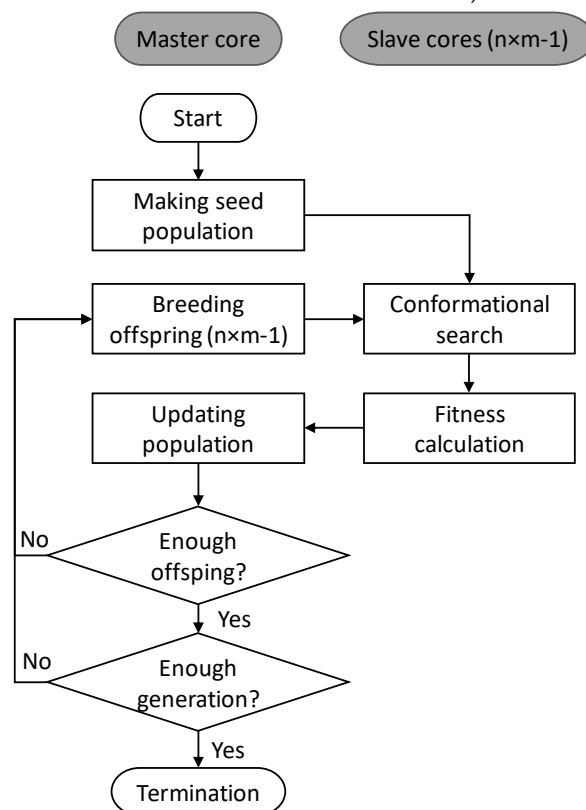 Master core
Slave cores (n×m-1)
Start
Making seed
population
Breeding
offspring (n×m-1)
Conformational
search
Updating
population
Fitness
calculation
No
Enough
offsping?
Yes
No
Enough
generation?
Yes
Termination